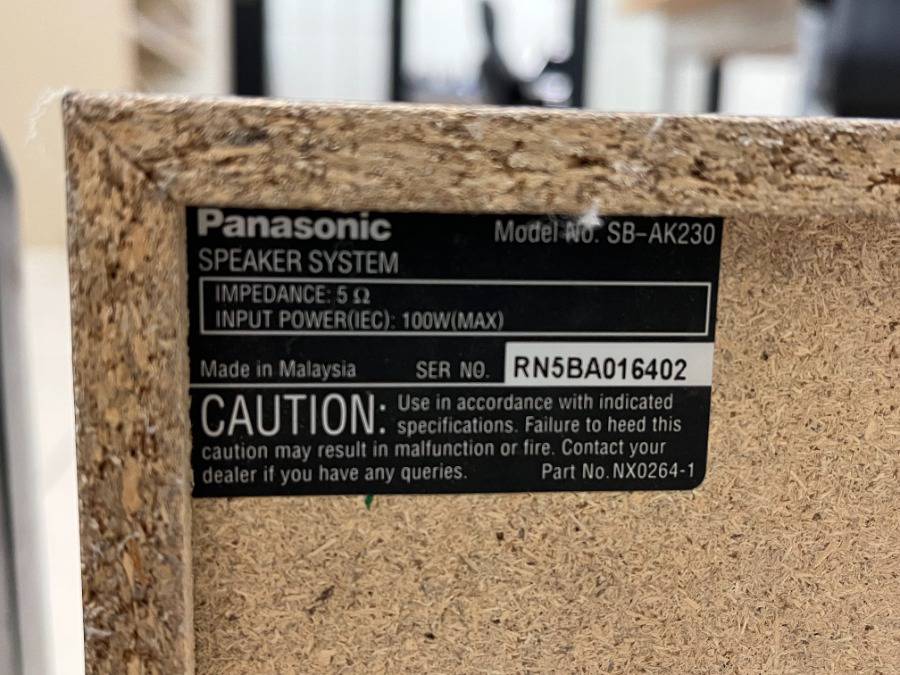 Panasonic Model No. SB-AK230
SPEAKER SYSTEM
IMPEDANCE: 5 Ω
INPUT POWER(IEC): 100W(MAX)
Made in Malaysia SER NO. RN5BA016402
CAUTION: Use in accordance with indicated
specifications. Failure to heed this
caution may result in malfunction or fire. Contact your
dealer if you have any queries. Part No. NX0264-1